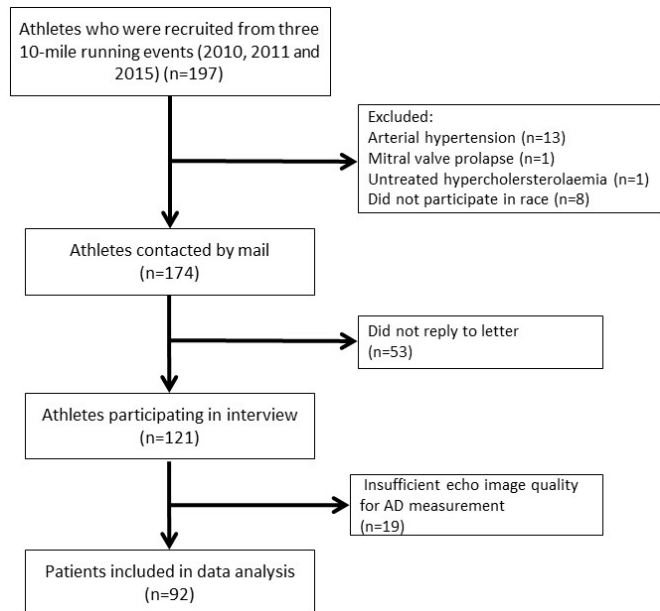 Athletes who were recruited from three
10-mile running events (2010, 2011 and
2015) (n=197)
Excluded:
Arterial hypertension (n=13)
Mitral valve prolapse (n=1)
Untreated hypercholersterolaemia (n=1)
Did not participate in race (n=8)
Athletes contacted by mail
(n=174)
Did not reply to letter
(n=53)
Athletes participating in interview
(n=121)
Insufficient echo image quality
for AD measurement
(n=19)
Patients included in data analysis
(n=92)